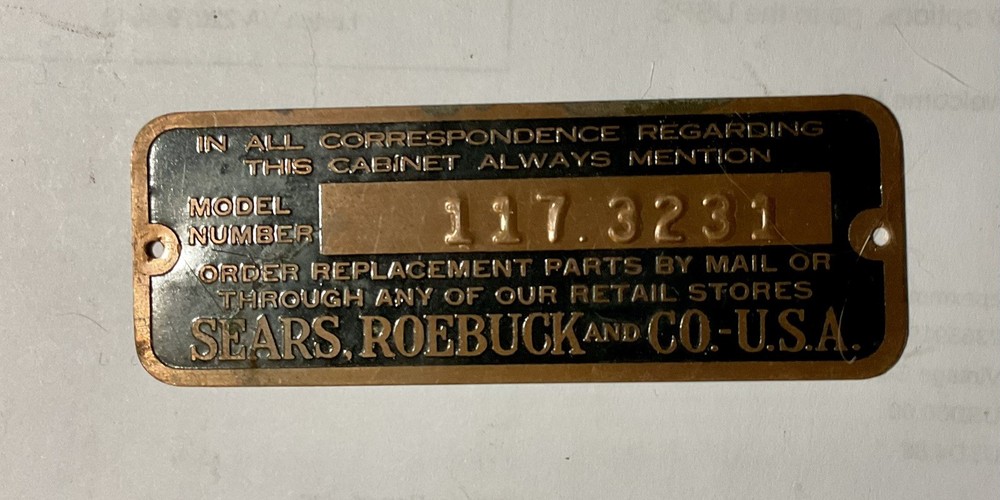 IN ALL CORRESPONDENCE REGARDING
THIS CABINET ALWAYS MENTION
MODEL
NUMBER 117.3231
ORDER REPLACEMENT PARTS BY MAIL OR
THROUGH ANY OF OUR RETAIL STORES
SEARS, ROEBUCK AND CO.-U.S.A.